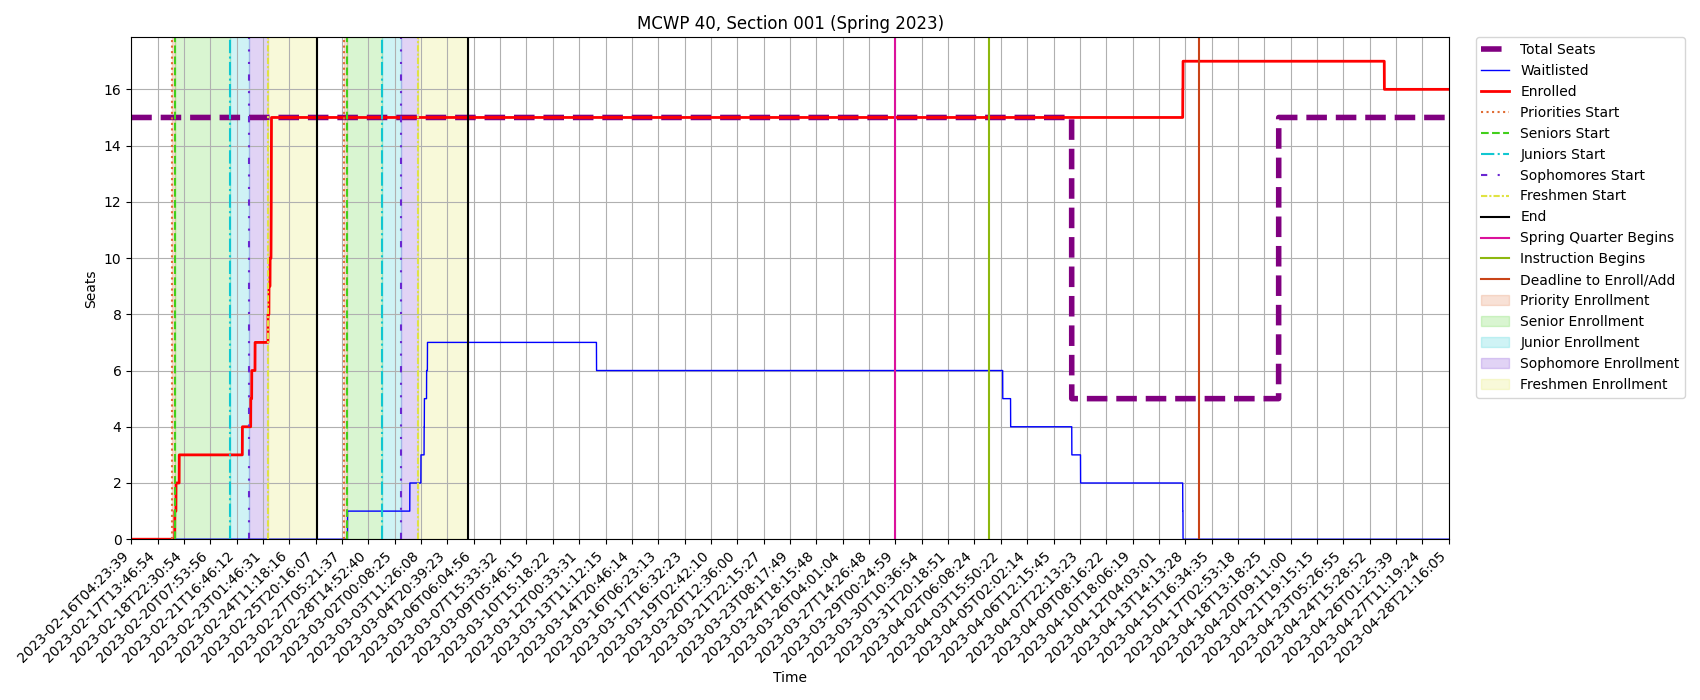 MCWP 40, Section 001 (Spring 2023)
Seats
16
14
12
10
8
6
4
2
0
2023-02-16T04:23:39
2023-02-17T13:46:54
2023-02-18T22:30:54
2023-02-20T07:53:56
2023-02-21T16:46:12
2023-02-23T01:46:31
2023-02-24T11:18:16
2023-02-25T20:16:07
2023-02-27T05:21:37
2023-02-28T14:52:40
2023-03-02T00:08:25
2023-03-03T11:26:08
2023-03-04T20:39:23
2023-03-06T06:04:56
2023-03-07T15:33:32
2023-03-09T05:46:15
2023-03-10T15:18:22
2023-03-12T00:33:31
2023-03-13T11:12:15
2023-03-14T20:46:14
2023-03-16T06:23:13
2023-03-17T16:32:23
2023-03-19T02:42:10
2023-03-20T12:36:00
2023-03-21T22:15:27
2023-03-23T08:17:49
2023-03-24T18:15:48
2023-03-26T04:01:04
2023-03-27T14:26:48
2023-03-29T00:24:59
2023-03-30T10:36:54
2023-03-31T20:18:51
2023-04-02T06:08:24
2023-04-03T15:50:22
2023-04-05T02:02:14
2023-04-06T12:15:45
2023-04-07T22:13:23
2023-04-09T08:16:22
2023-04-10T18:06:19
2023-04-12T04:03:01
2023-04-13T14:13:28
2023-04-15T16:34:35
2023-04-17T02:53:18
2023-04-18T13:18:25
2023-04-20T09:11:00
2023-04-21T19:15:15
2023-04-23T05:26:55
2023-04-24T15:28:52
2023-04-26T01:25:39
2023-04-27T11:19:24
2023-04-28T21:16:05
Time
Total Seats
Waitlisted
Enrolled
Priorities Start
Seniors Start
Juniors Start
Sophomores Start
Freshmen Start
End
Spring Quarter Begins
Instruction Begins
Deadline to Enroll/Add
Priority Enrollment
Senior Enrollment
Junior Enrollment
Sophomore Enrollment
Freshmen Enrollment